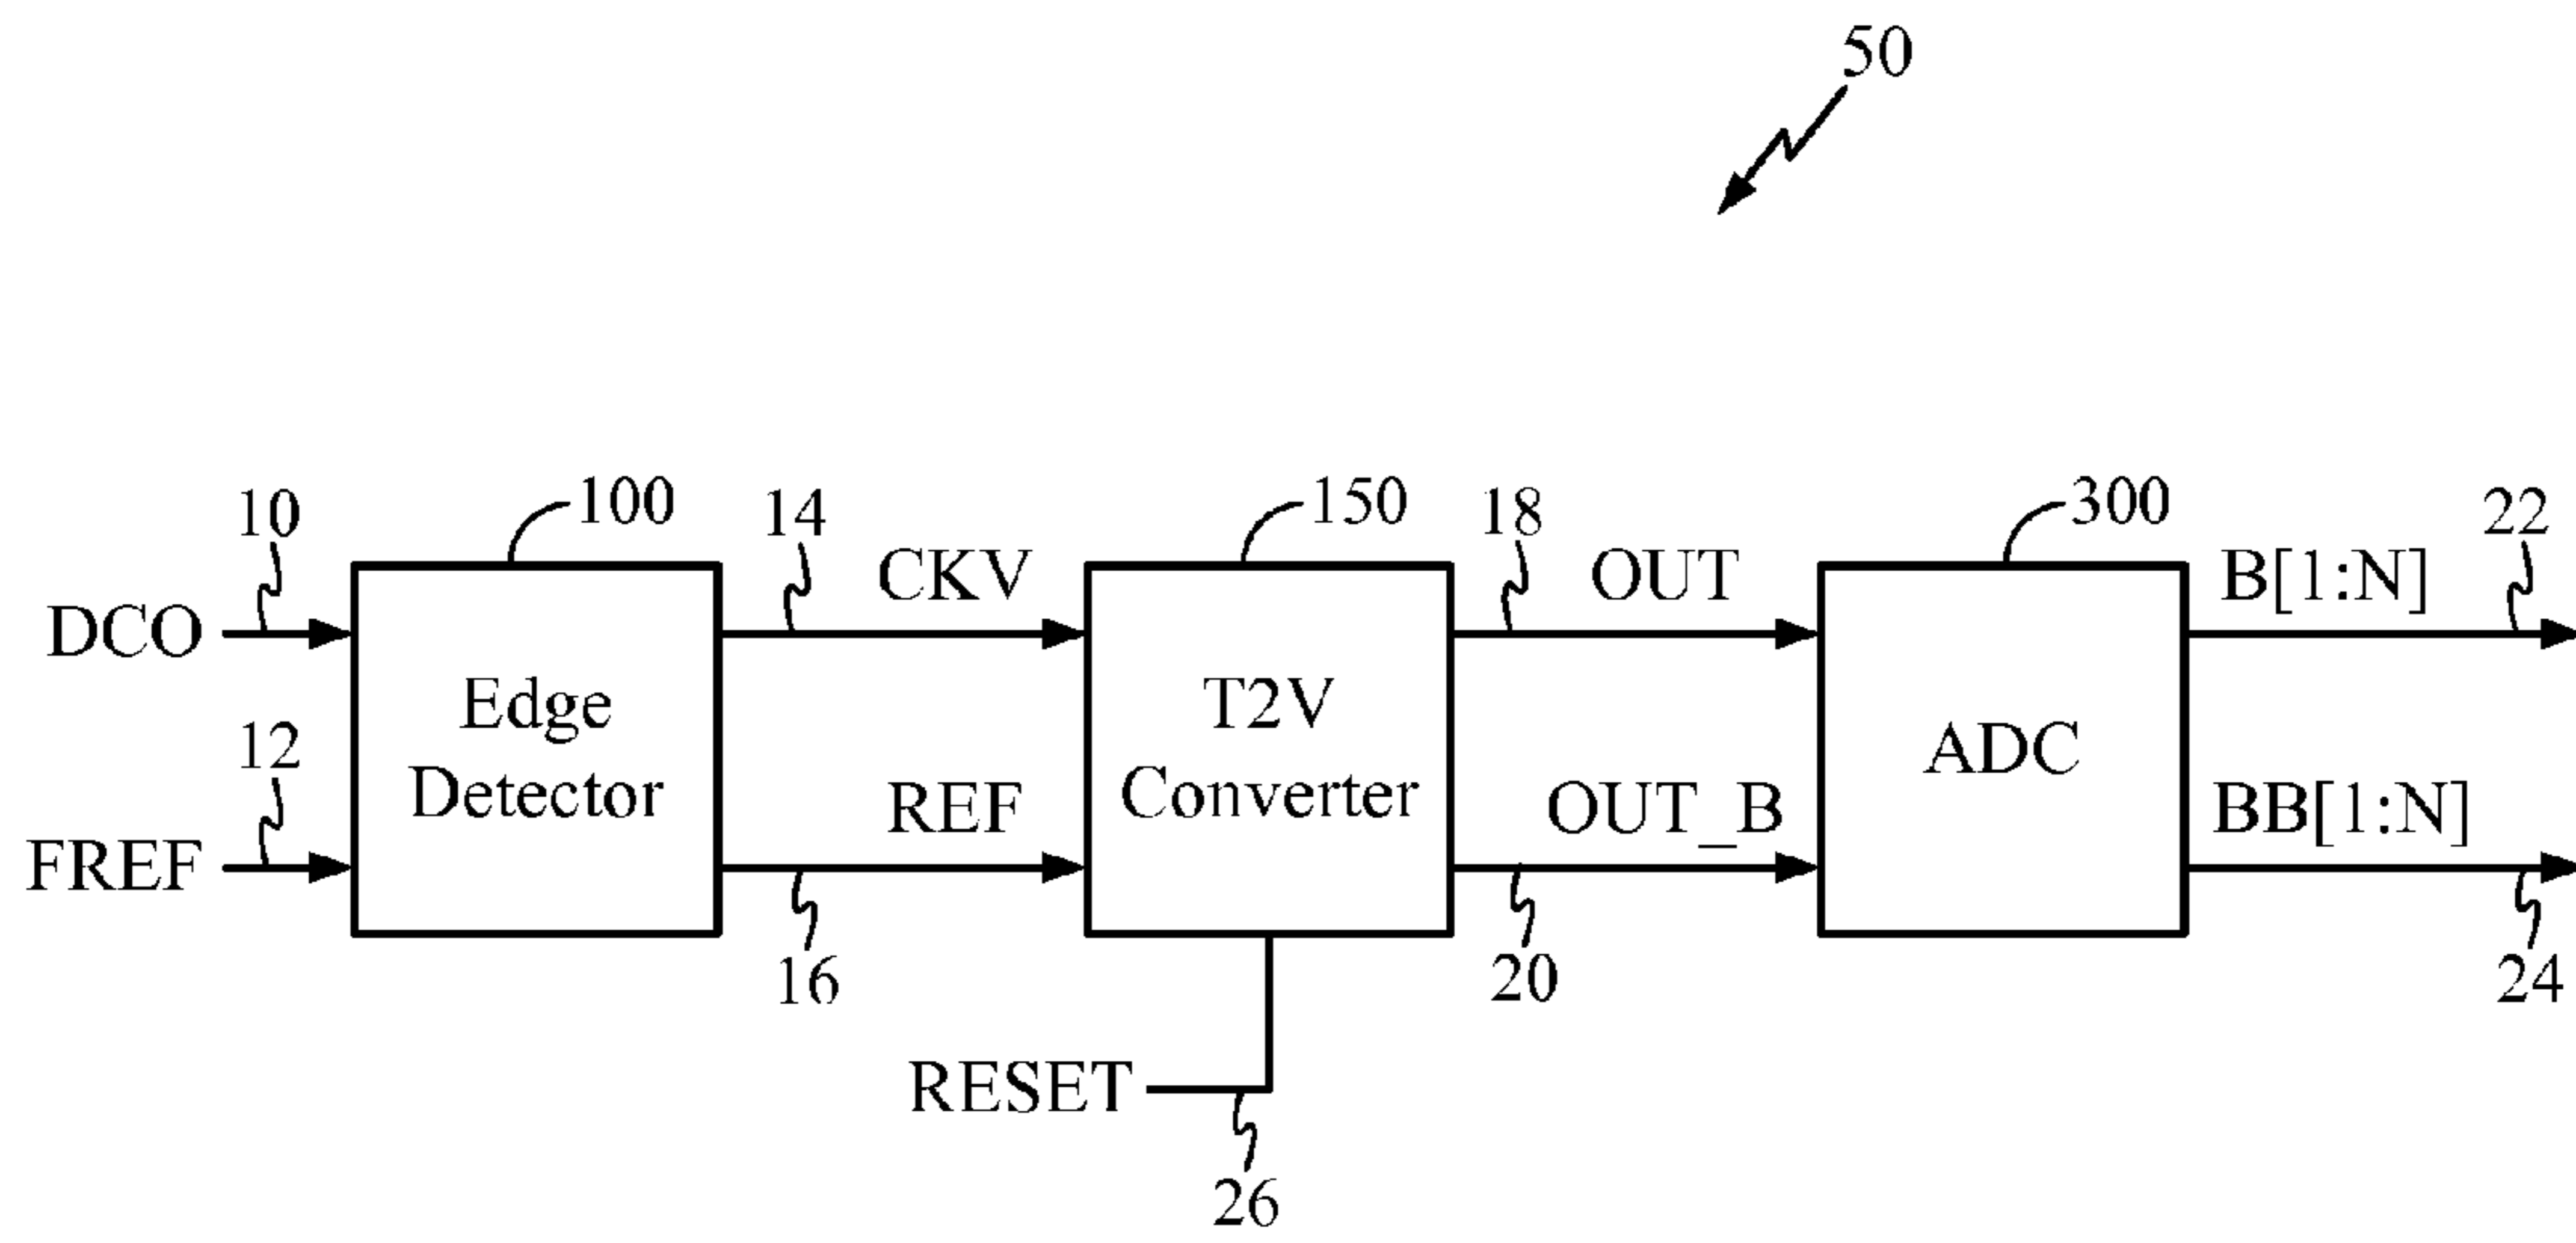 50
10
100
14
CKV
150
18
OUT
300
B[1:N]
22
DCO
Edge
Detector
T2V
Converter
ADC
12
REF
OUT_B
BB[1:N]
FREF
16
20
24
RESET
26